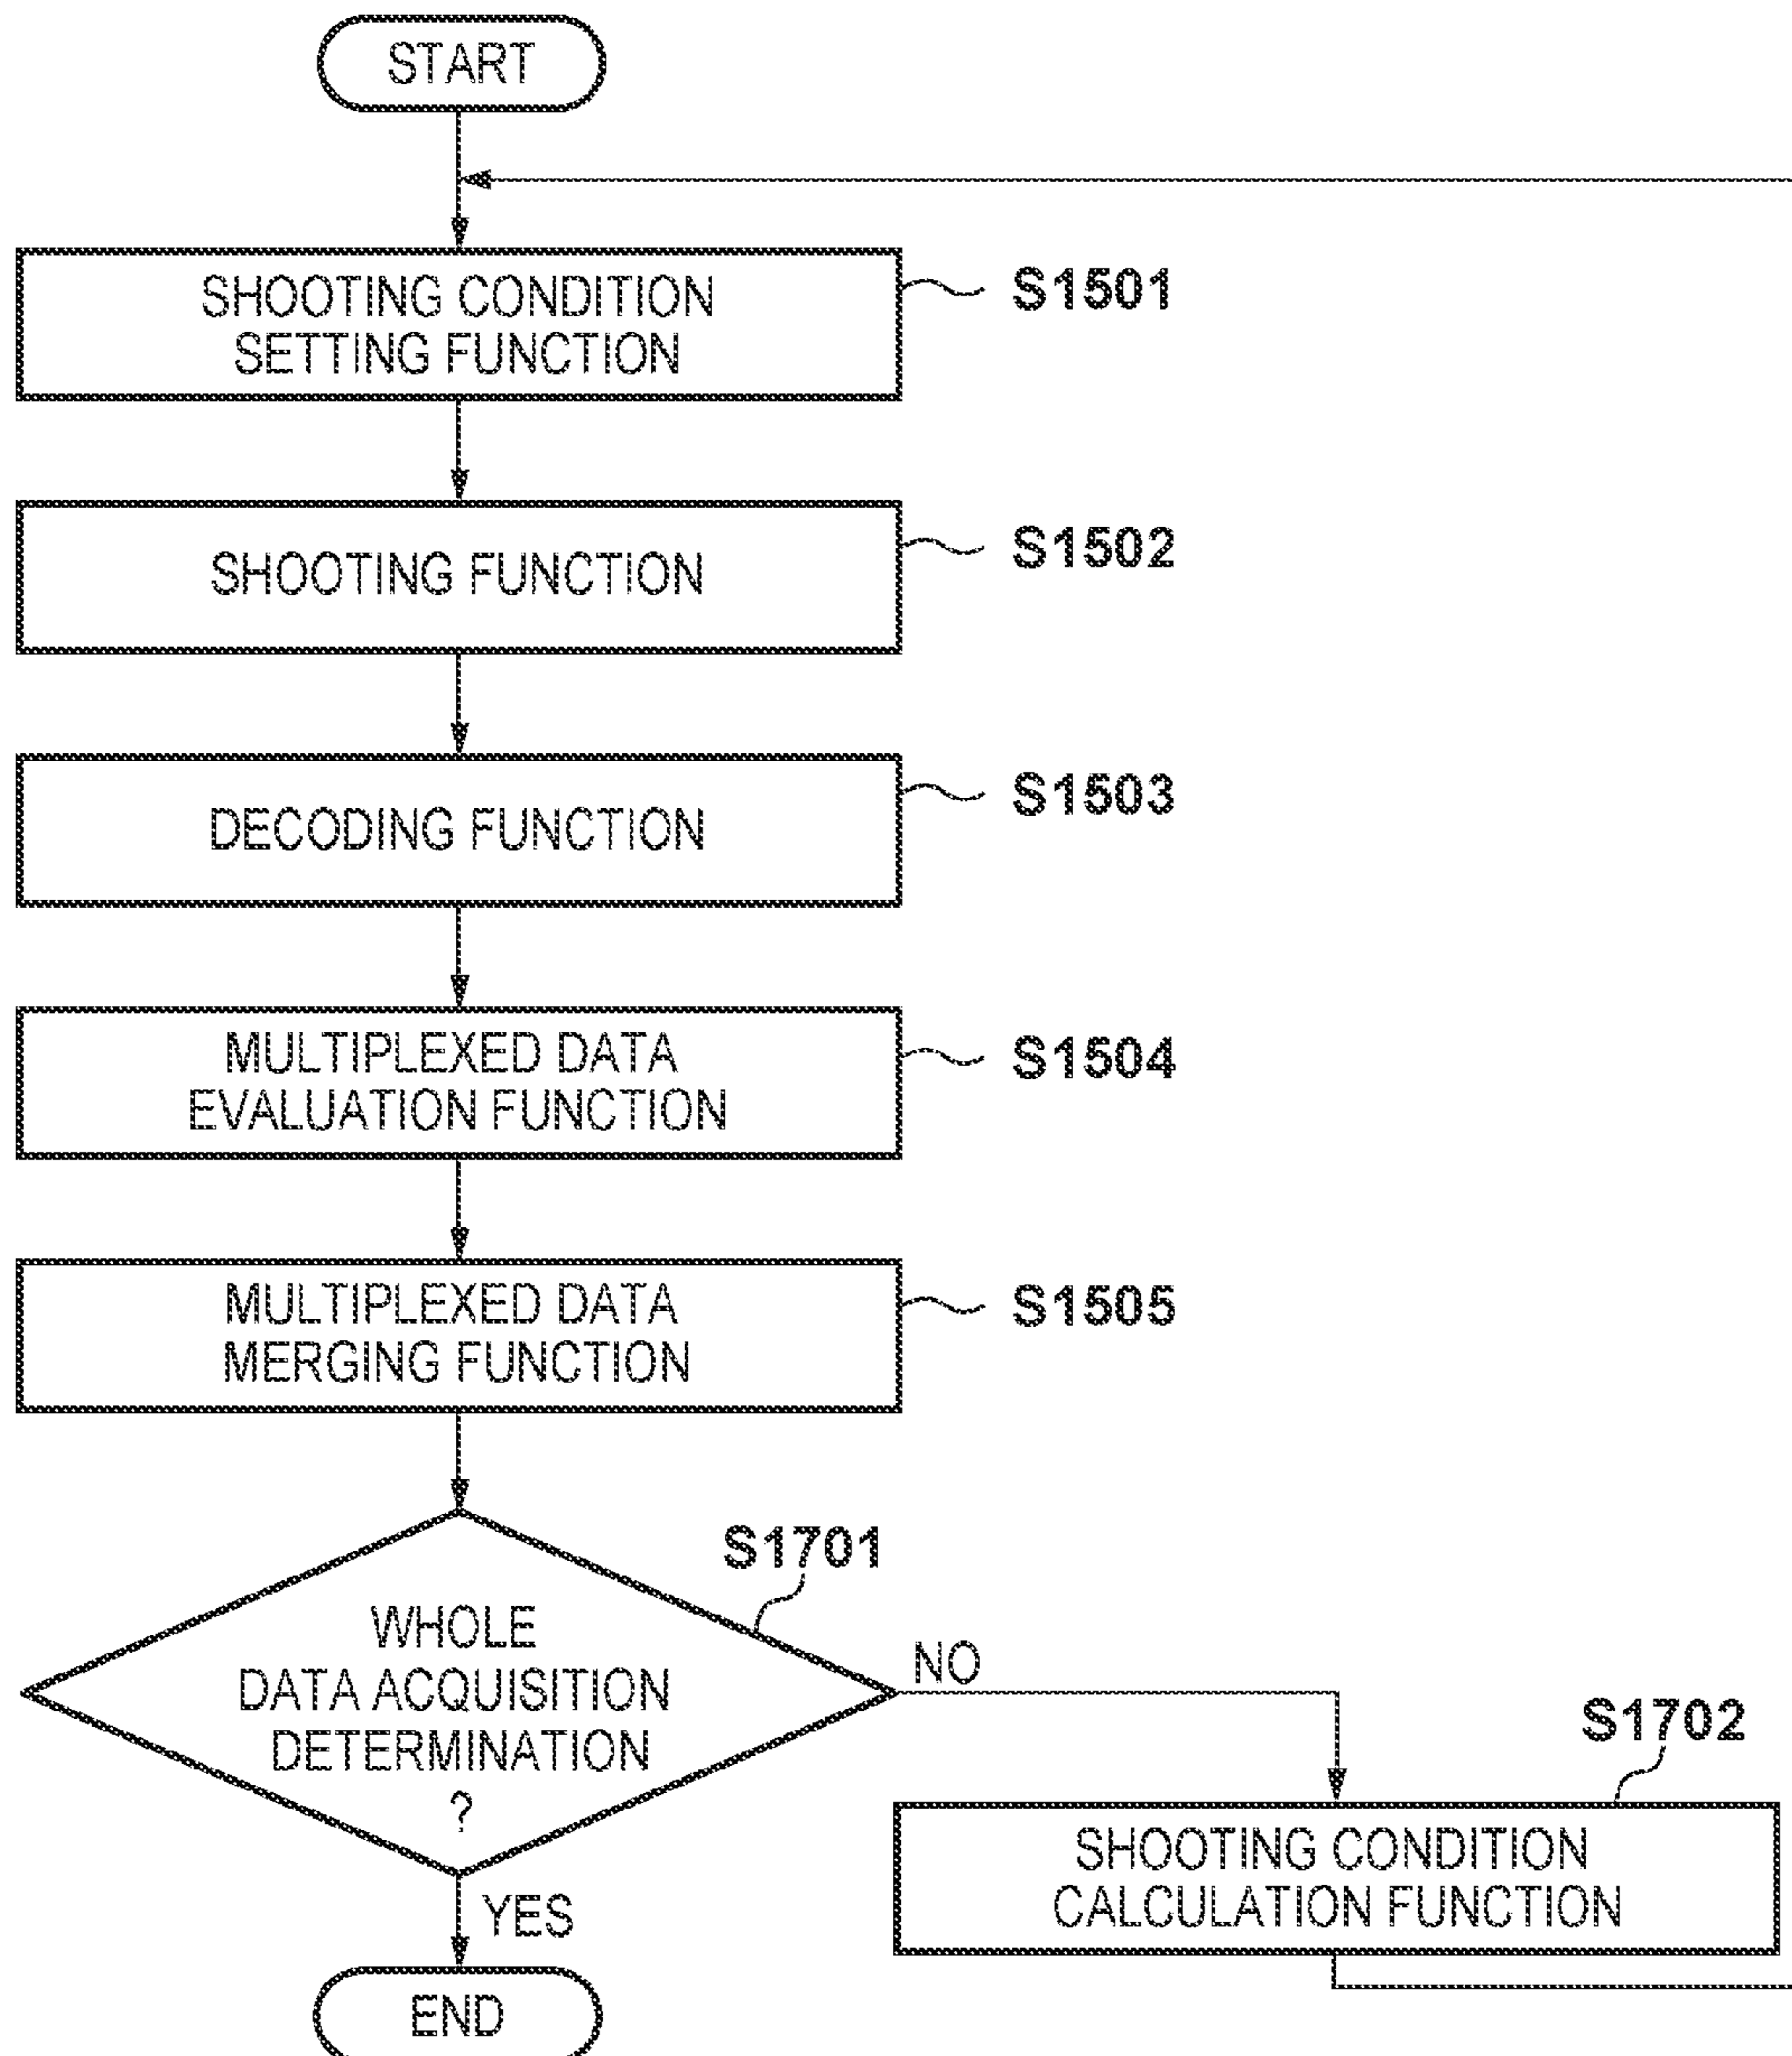 START
SHOOTING CONDITION
SETTING FUNCTION
S1501
SHOOTING FUNCTION
S1502
DECODING FUNCTION
S1503
MULTIPLEXED DATA
EVALUATION FUNCTION
S1504
MULTIPLEXED DATA
MERGING FUNCTION
S1505
S1701
WHOLE
DATA ACQUISITION
DETERMINATION
?
NO
S1702
SHOOTING CONDITION
CALCULATION FUNCTION
YES
END